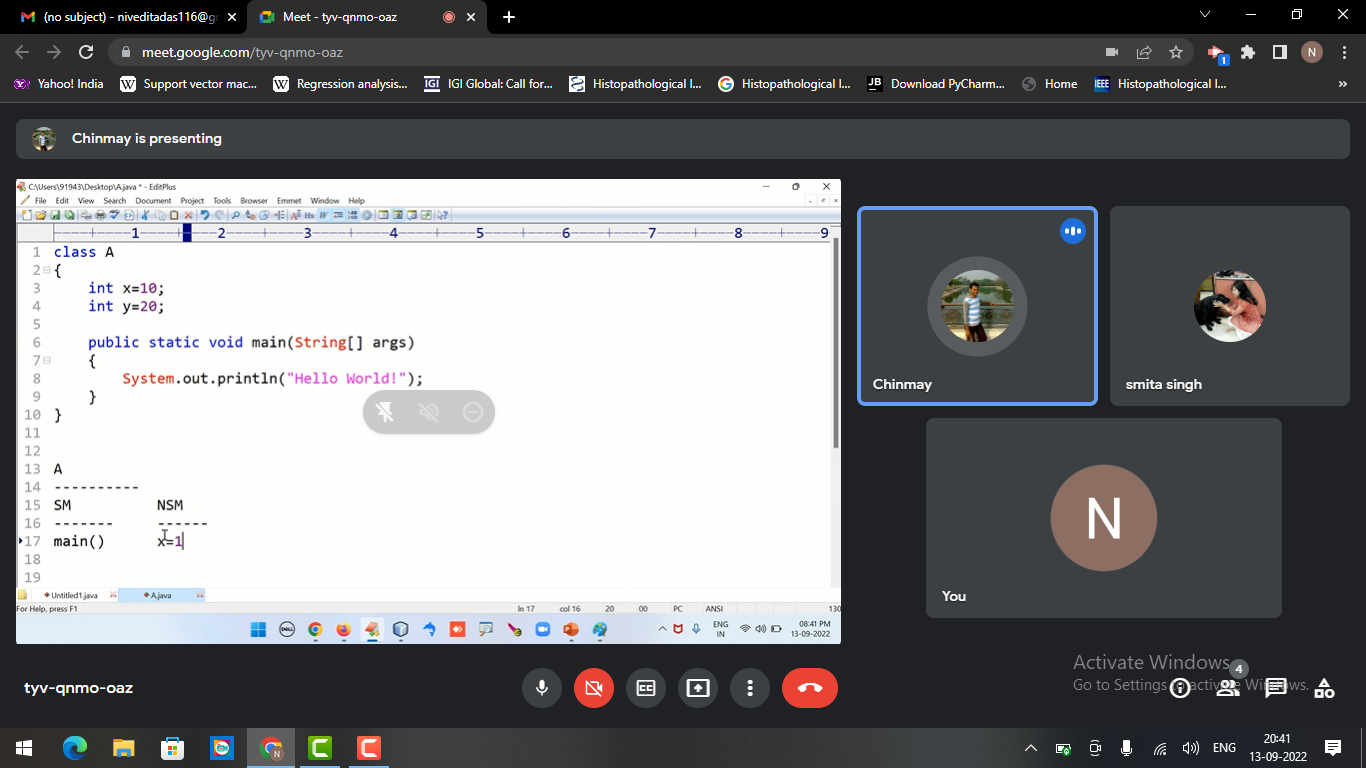 (no subject) - niveditadas116@g
Meet - tyv-qnmo-oaz
meet.google.com/tyv-qnmo-oaz
1
N
Yahoo! India
Support vector mac...
Regression analysis...
IGI Global: Call for...
Histopathological I...
Histopathological I...
Download PyCharm...
Home
Histopathological I...
Chinmay is presenting
C:\Users\91943\Desktop\A.java * - EditPlus
File Edit View Search Document Project Tools Browser Emmet Window Help
----+----1----+----2----+----3----+----4----+----5----+----6----+----7----+----8----+----9
1 class A
2 {
3 int x=10;
4 int y=20;
5
6 public static void main(String[] args)
7 {
8 System.out.println("Hello World!");
9 }
10 }
11
12
13 A
14 ----------
15 SM NSM
16 ------- ------
17 main() x=1
18
19
Untitled1.java
A.java
For Help, press F1
ln 17 col 16 20 00 PC ANSI 130
ENG
IN
08:41 PM
13-09-2022
Chinmay
smita singh
N
You
tyv-qnmo-oaz
Activate Windows
Go to Settings to activate Windows.
4
ENG
20:41
13-09-2022